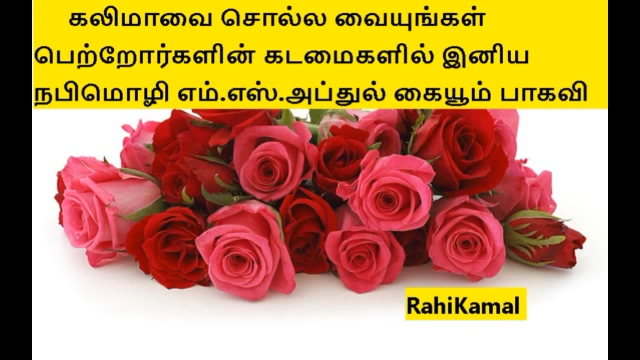 கலிமாவை சொல்ல வையுங்கள்
பெற்றோர்களின் கடமைகளில் இனிய
நபிமொழி எம்.எஸ்.அப்துல் கையூம் பாகவி
RahiKamal